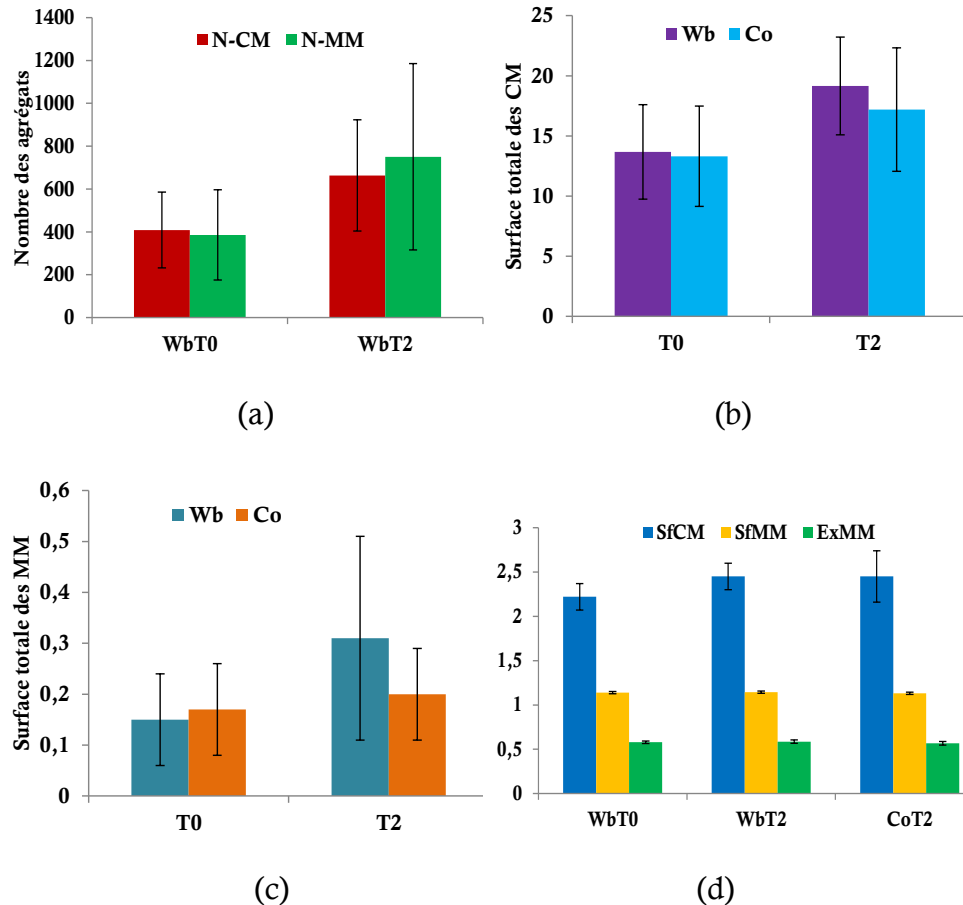 Nombre des agrégats
1400
1200
1000
800
600
400
200
0
N-CM N-MM
WbT0 WbT2
(a)
Surface totale des CM
25
20
15
10
5
0
Wb Co
T0 T2
(b)
Surface totale des MM
0,6
0,5
0,4
0,3
0,2
0,1
0
Wb Co
T0 T2
(c)
3
2,5
2
1,5
1
0,5
0
SfCM SfMM ExMM
WbT0 WbT2 CoT2
(d)